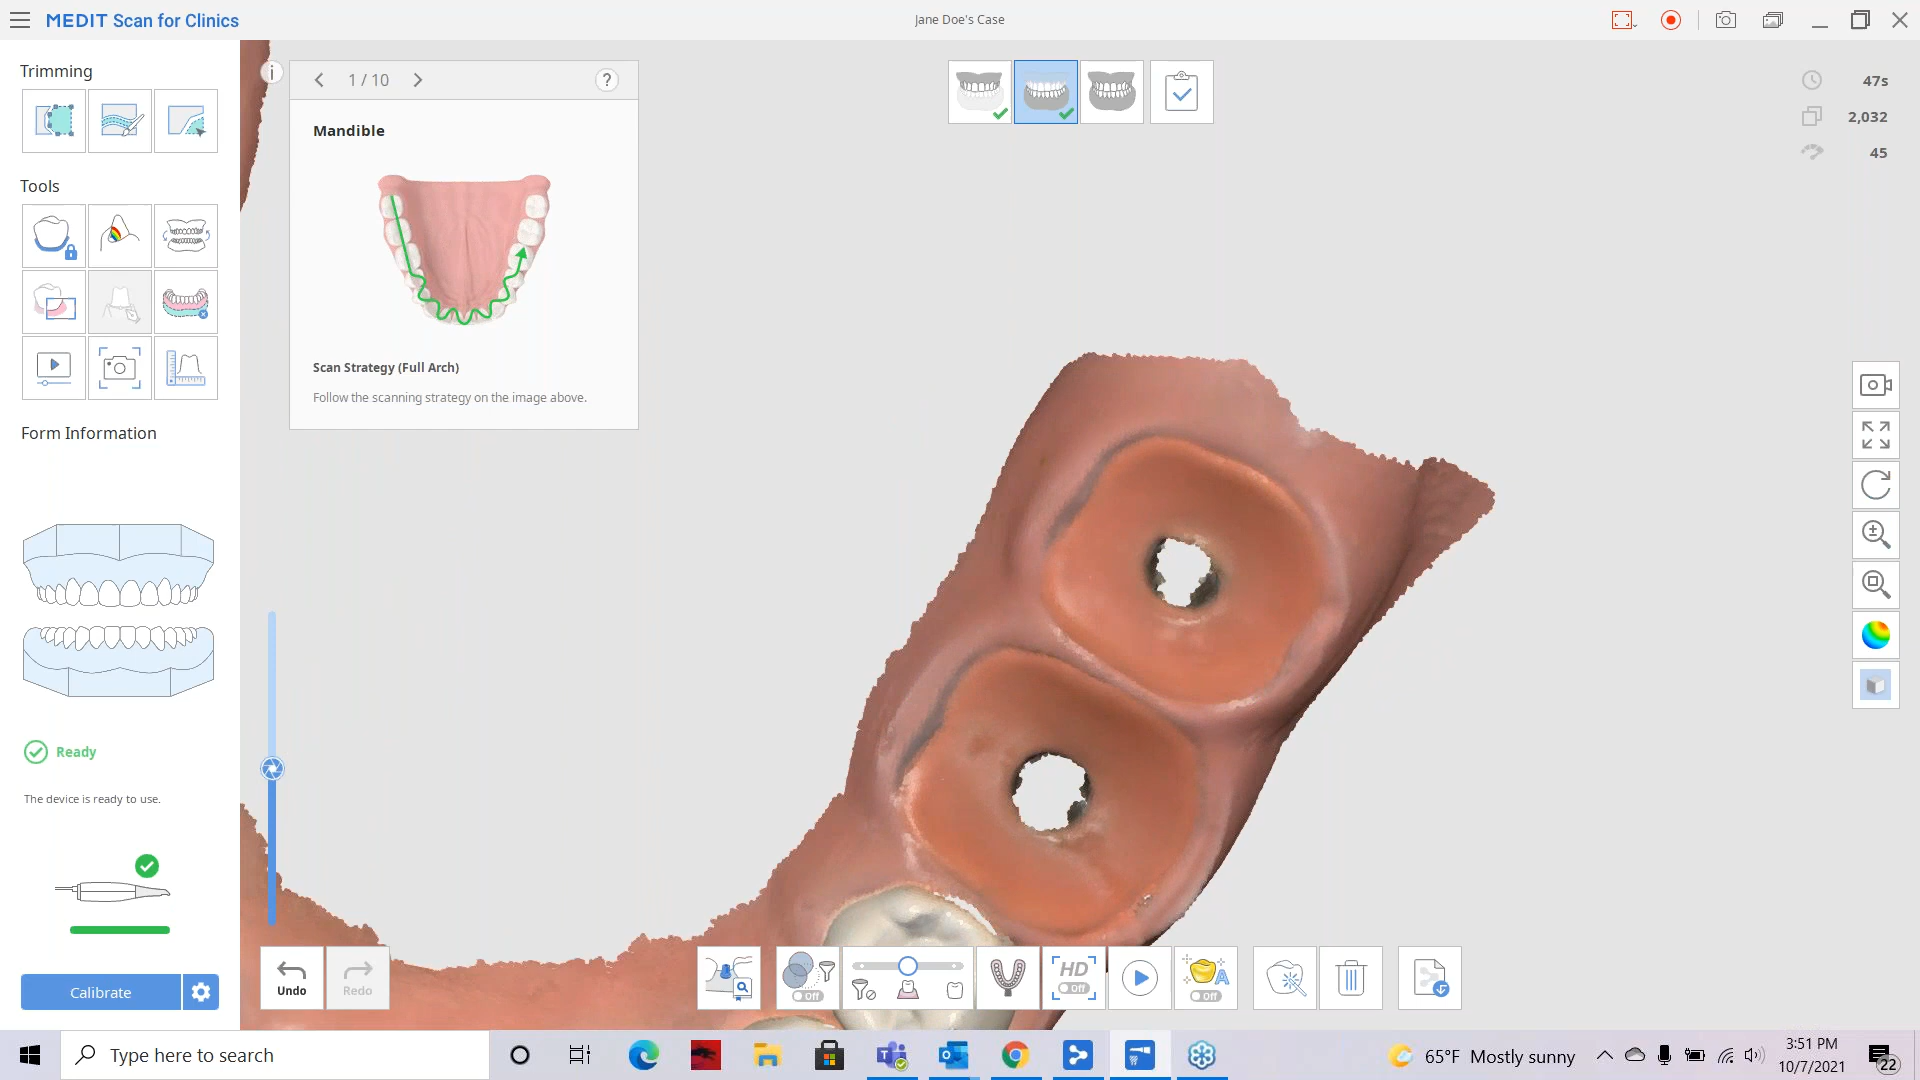 MEDIT Scan for Clinics
Jane Doe's Case
Trimming
Tools
Form Information
Ready
The device is ready to use.
Calibrate
1 / 10
?
Mandible
Scan Strategy (Full Arch)
Follow the scanning strategy on the image above.
47s
2,032
45
Undo
Redo
Off
HD
Off
A
Off
Type here to search
65°F Mostly sunny
3:51 PM
10/7/2021
22